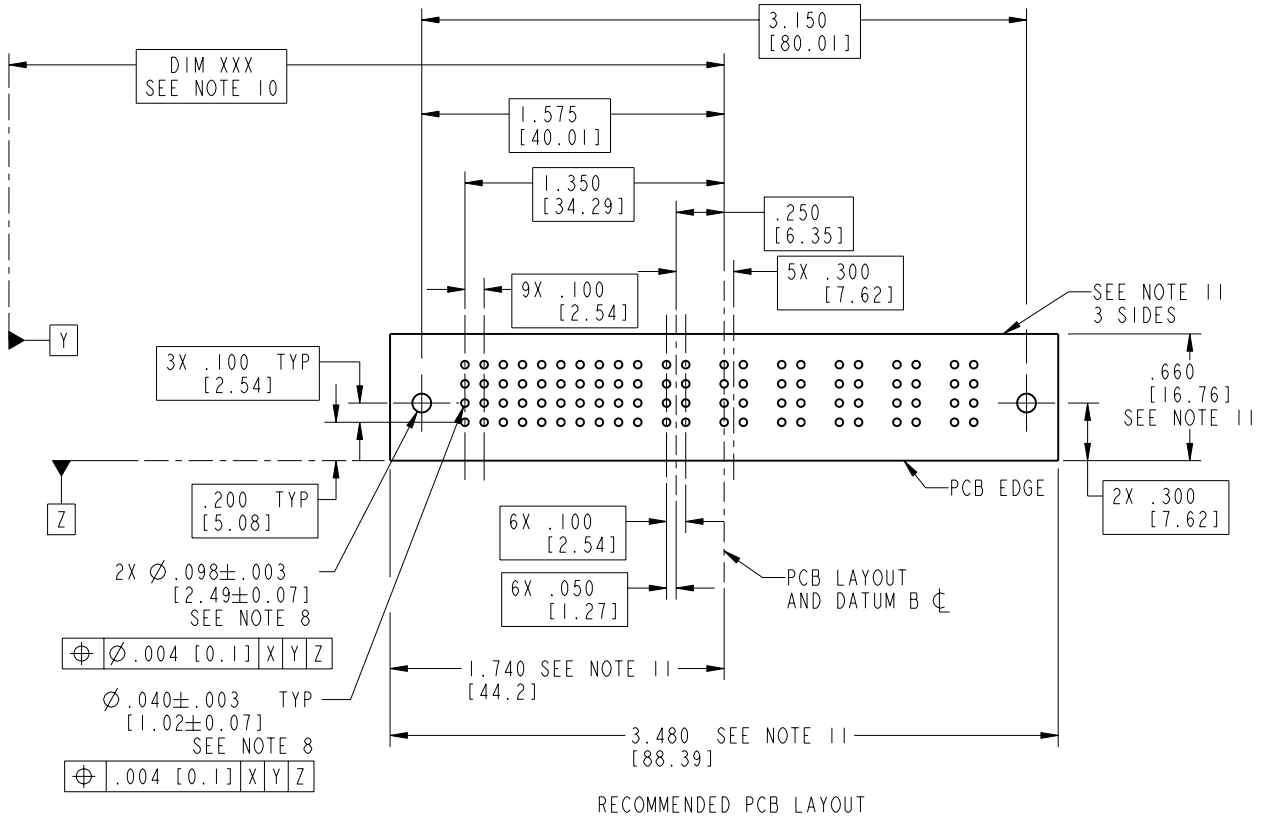 3.150
[80.01]
DIM XXX
SEE NOTE 10
1.575
[40.01]
1.350
[34.29]
.250
[6.35]
5X .300
[7.62]
9X .100
[2.54]
SEE NOTE 11
3 SIDES
Y
3X .100 TYP
[2.54]
.660
[16.76]
SEE NOTE 11
Z
.200 TYP
[5.08]
PCB EDGE
2X .300
[7.62]
6X .100
[2.54]
2X Ø .098±.003
[2.49±0.07]
SEE NOTE 8
6X .050
[1.27]
PCB LAYOUT
AND DATUM B ℄
⌖ Ø.004 [0.1] X Y Z
1.740 SEE NOTE 11
[44.2]
Ø .040±.003 TYP
[1.02±0.07]
SEE NOTE 8
3.480 SEE NOTE 11
[88.39]
⌖ .004 [0.1] X Y Z
RECOMMENDED PCB LAYOUT